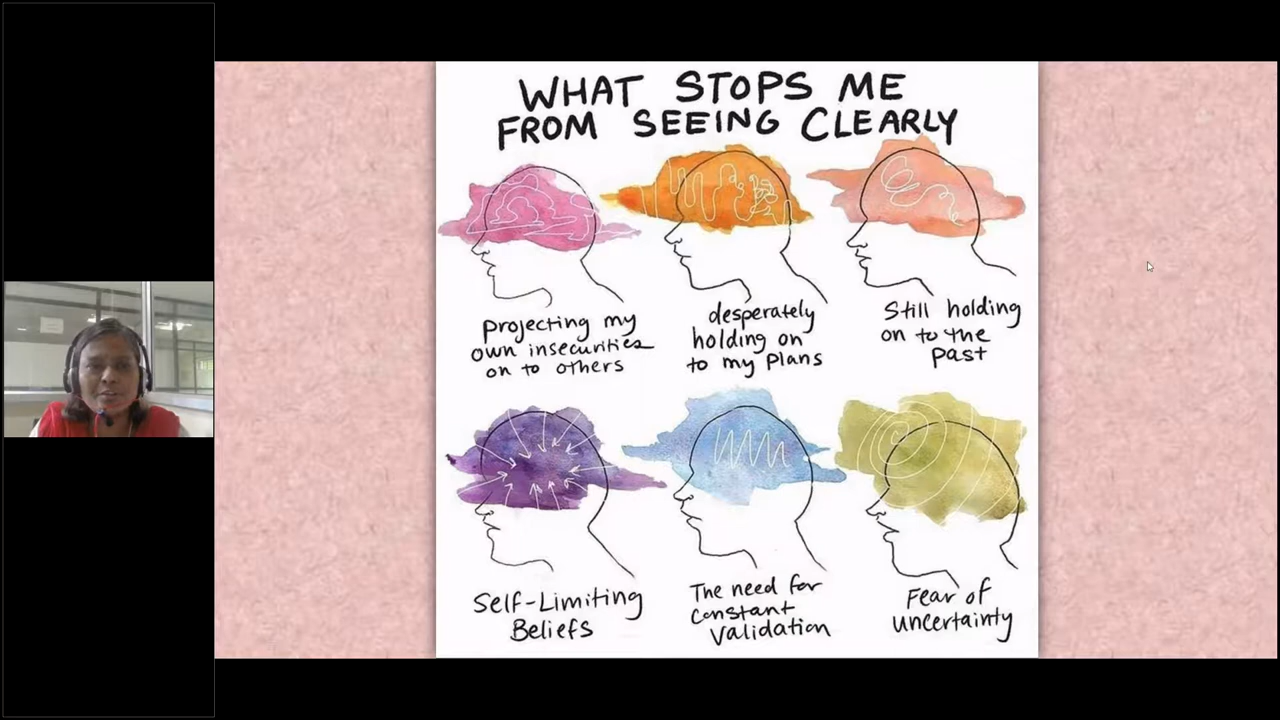 WHAT STOPS ME
FROM SEEING CLEARLY
projecting my
own insecurities
on to others
desperately
holding on
to my plans
Still holding
on to the
past
Self-Limiting
Beliefs
The need for
constant
validation
Fear of
uncertainty